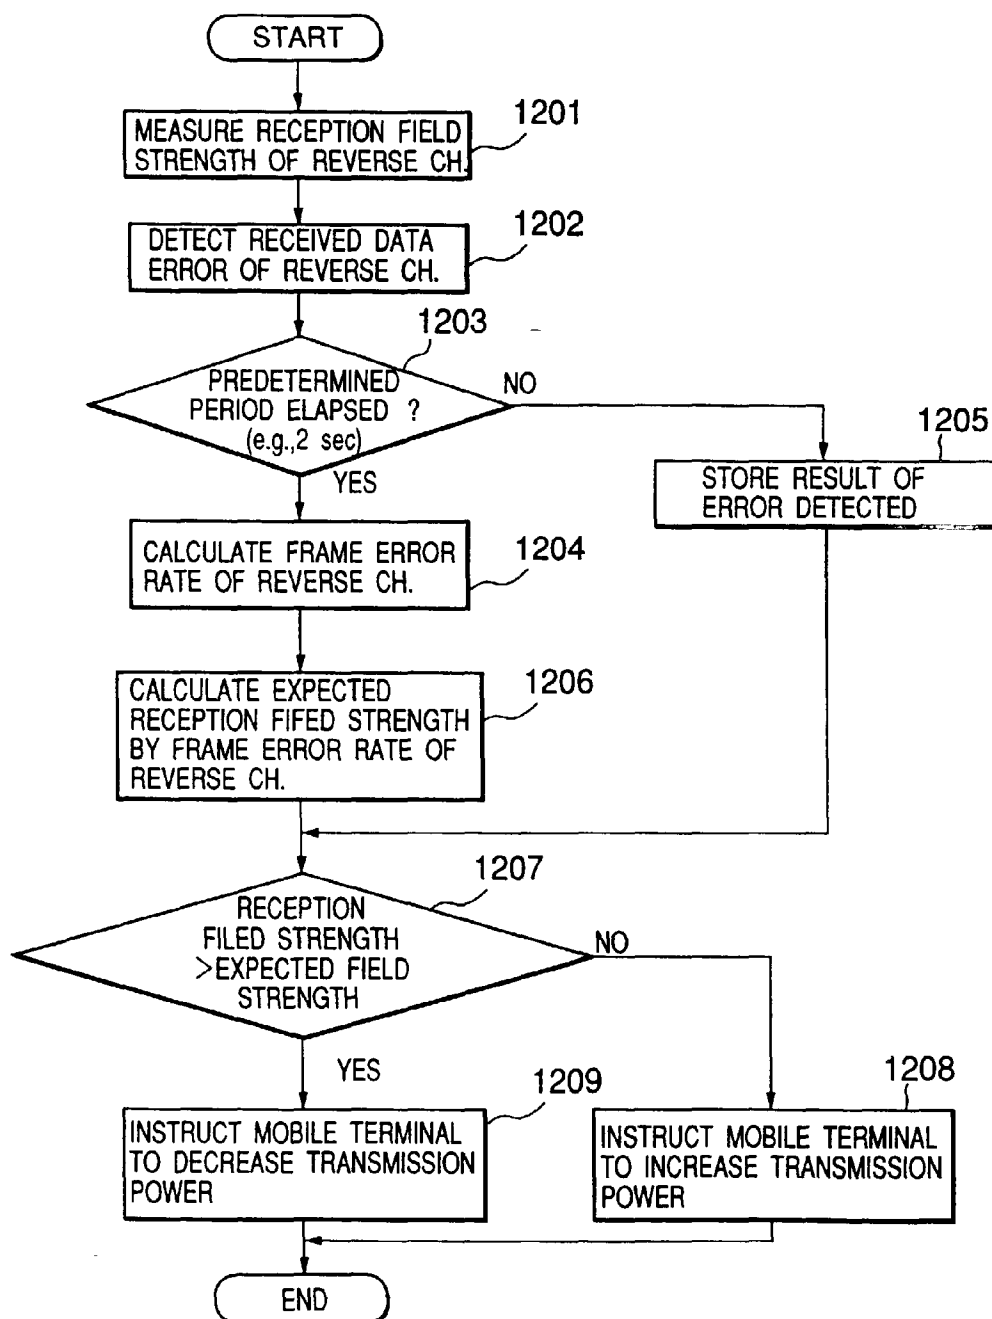 START
1201
MEASURE RECEPTION FIELD
STRENGTH OF REVERSE CH.
1202
DETECT RECEIVED DATA
ERROR OF REVERSE CH.
1203
PREDETERMINED
PERIOD ELAPSED ?
(e.g.,2 sec)
NO
YES
1205
STORE RESULT OF
ERROR DETECTED
1204
CALCULATE FRAME ERROR
RATE OF REVERSE CH.
1206
CALCULATE EXPECTED
RECEPTION FIFED STRENGTH
BY FRAME ERROR RATE OF
REVERSE CH.
1207
RECEPTION
FILED STRENGTH
>EXPECTED FIELD
STRENGTH
NO
YES
1209
INSTRUCT MOBILE TERMINAL
TO DECREASE TRANSMISSION
POWER
1208
INSTRUCT MOBILE TERMINAL
TO INCREASE TRANSMISSION
POWER
END